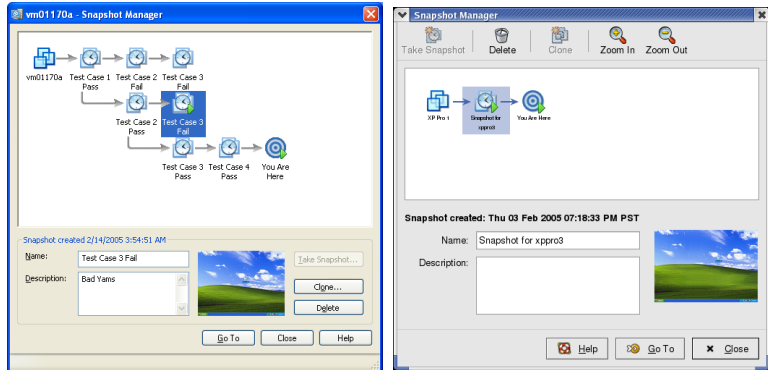 vm01170a - Snapshot Manager
vm01170a Test Case 1 Pass Test Case 2 Fail Test Case 3 Fail
Test Case 2 Pass Test Case 3 Fail
Test Case 3 Pass Test Case 4 Pass You Are Here
Snapshot created 2/14/2005 3:54:51 AM
Name: Test Case 3 Fail
Take Snapshot...
Description: Bad Yams
Clone...
Delete
Go To Close Help
Snapshot Manager
Take Snapshot Delete Clone Zoom In Zoom Out
XP Pro 1 Snapshot for xppro3 You Are Here
Snapshot created: Thu 03 Feb 2005 07:18:33 PM PST
Name: Snapshot for xppro3
Description:
Help Go To Close